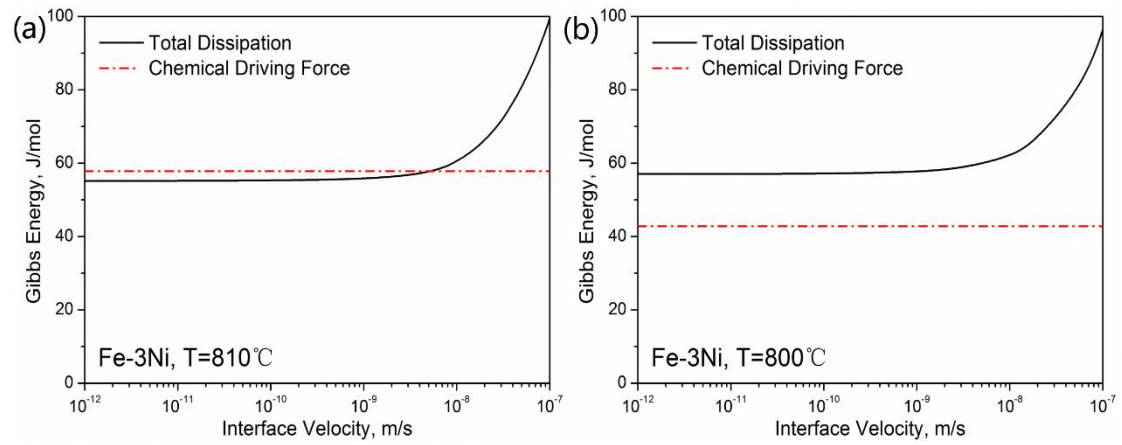 (a)
Total Dissipation
Chemical Driving Force
Gibbs Energy, J/mol
100
80
60
40
20
0
Fe-3Ni, T=810℃
10⁻¹² 10⁻¹¹ 10⁻¹⁰ 10⁻⁹ 10⁻⁸ 10⁻⁷
Interface Velocity, m/s
(b)
Total Dissipation
Chemical Driving Force
Gibbs Energy, J/mol
100
80
60
40
20
0
Fe-3Ni, T=800℃
10⁻¹² 10⁻¹¹ 10⁻¹⁰ 10⁻⁹ 10⁻⁸ 10⁻⁷
Interface Velocity, m/s